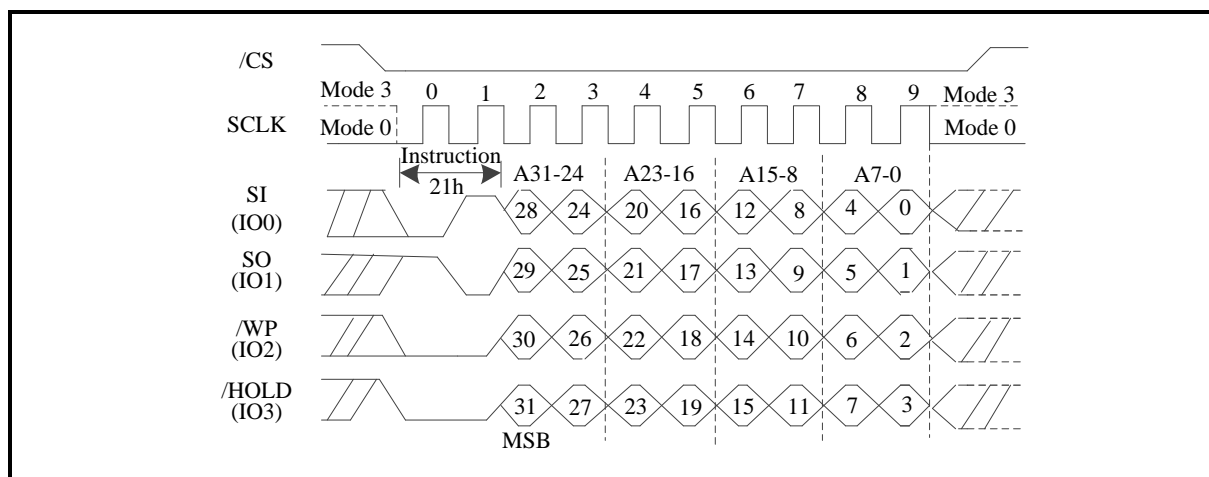 /CS
Mode 3 0 1 2 3 4 5 6 7 8 9 Mode 3
SCLK Mode 0 Mode 0
Instruction
21h
A31-24 A23-16 A15-8 A7-0
SI
(IO0)
28 24 20 16 12 8 4 0
SO
(IO1)
29 25 21 17 13 9 5 1
/WP
(IO2)
30 26 22 18 14 10 6 2
/HOLD
(IO3)
31 27 23 19 15 11 7 3
MSB